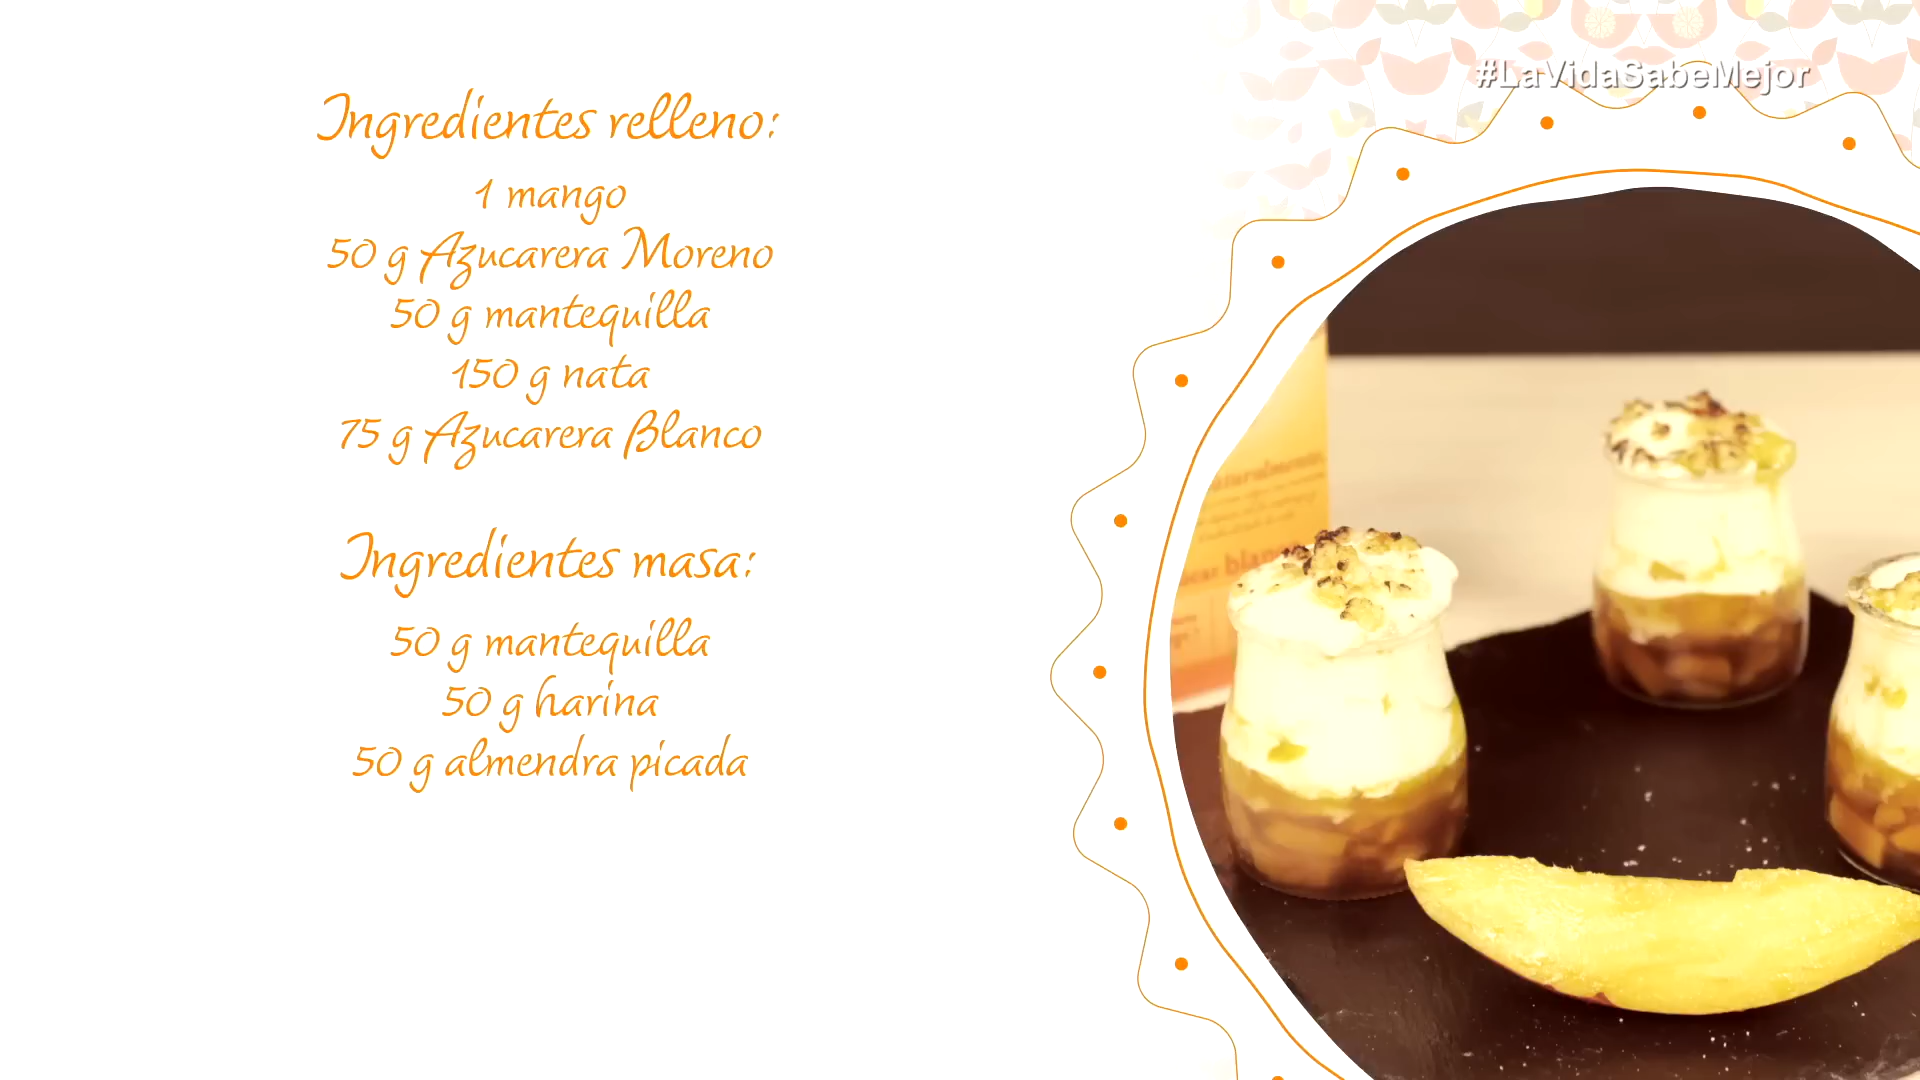 #LaVidaSabeMejor
Ingredientes relleno:
1 mango
50 g Azucarera Moreno
50 g mantequilla
150 g nata
75 g Azucarera Blanco
Ingredientes masa:
50 g mantequilla
50 g harina
50 g almendra picada